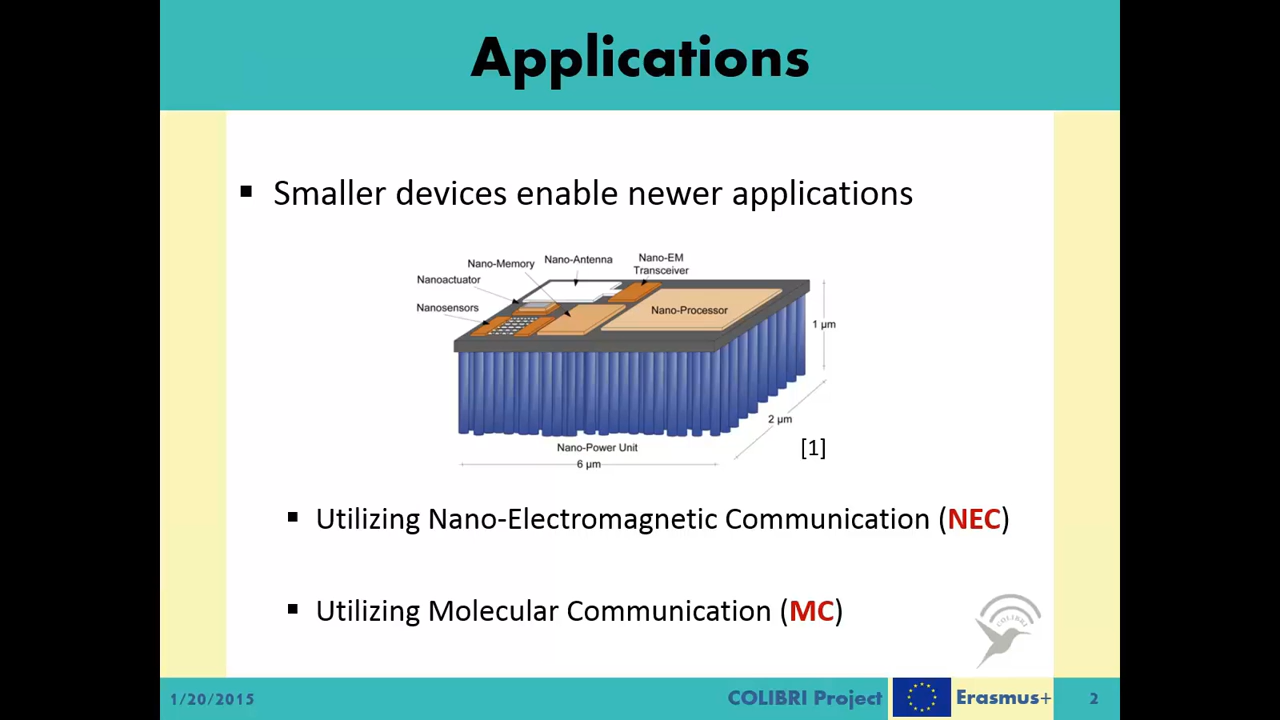 Applications
▪ Smaller devices enable newer applications
Nano-Memory
Nano-Antenna
Nano-EM
Transceiver
Nanoactuator
Nanosensors
Nano-Processor
1 μm
2 μm
Nano-Power Unit
6 μm
[1]
▪ Utilizing Nano-Electromagnetic Communication (NEC)
▪ Utilizing Molecular Communication (MC)
COLIBRI
1/20/2015
COLIBRI Project
Erasmus+
2